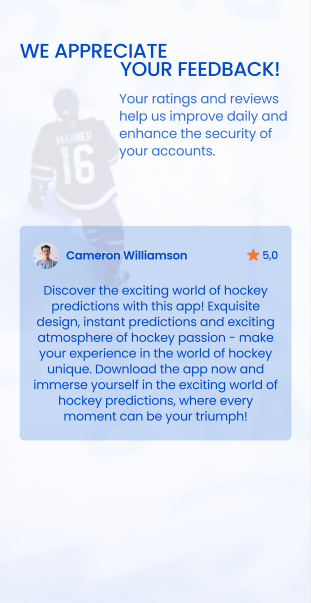 WE APPRECIATE
YOUR FEEDBACK!
Your ratings and reviews
help us improve daily and
enhance the security of
your accounts.
MARNER
16
Cameron Williamson
5,0
Discover the exciting world of hockey
predictions with this app! Exquisite
design, instant predictions and exciting
atmosphere of hockey passion - make
your experience in the world of hockey
unique. Download the app now and
immerse yourself in the exciting world of
hockey predictions, where every
moment can be your triumph!